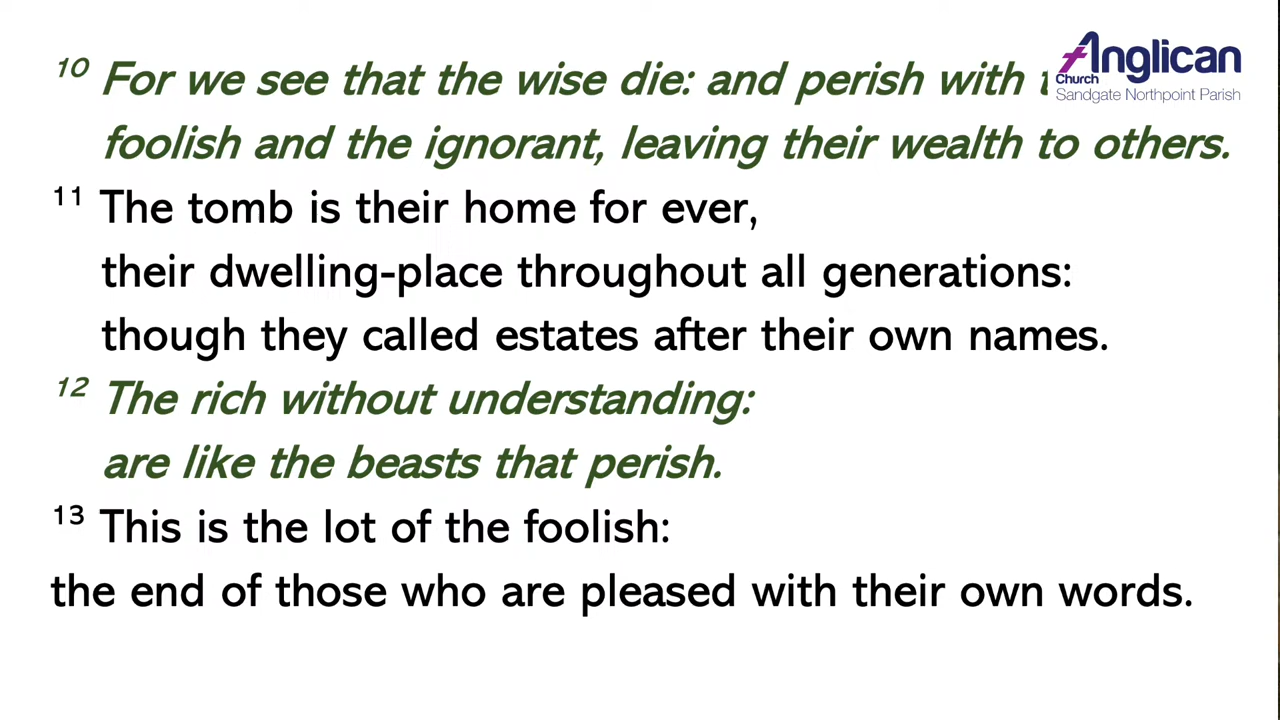 ¹⁰ For we see that the wise die: and perish with
foolish and the ignorant, leaving their wealth to others.
¹¹ The tomb is their home for ever,
their dwelling-place throughout all generations:
though they called estates after their own names.
¹² The rich without understanding:
are like the beasts that perish.
¹³ This is the lot of the foolish:
the end of those who are pleased with their own words.
Anglican
Church
Sandgate Northpoint Parish